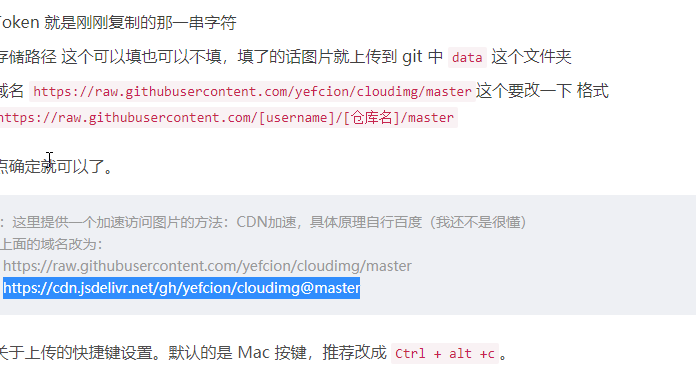 Token 就是刚刚复制的那一串字符
存储路径 这个可以填也可以不填，填了的话图片就上传到 git 中 data 这个文件夹
域名 https://raw.githubusercontent.com/yefcion/cloudimg/master 这个要改一下 格式
https://raw.githubusercontent.com/[username]/[仓库名]/master
点确定就可以了。
：这里提供一个加速访问图片的方法：CDN加速，具体原理自行百度（我还不是很懂）
上面的域名改为：
https://raw.githubusercontent.com/yefcion/cloudimg/master
https://cdn.jsdelivr.net/gh/yefcion/cloudimg@master
关于上传的快捷键设置。默认的是 Mac 按键，推荐改成 Ctrl + alt +c 。